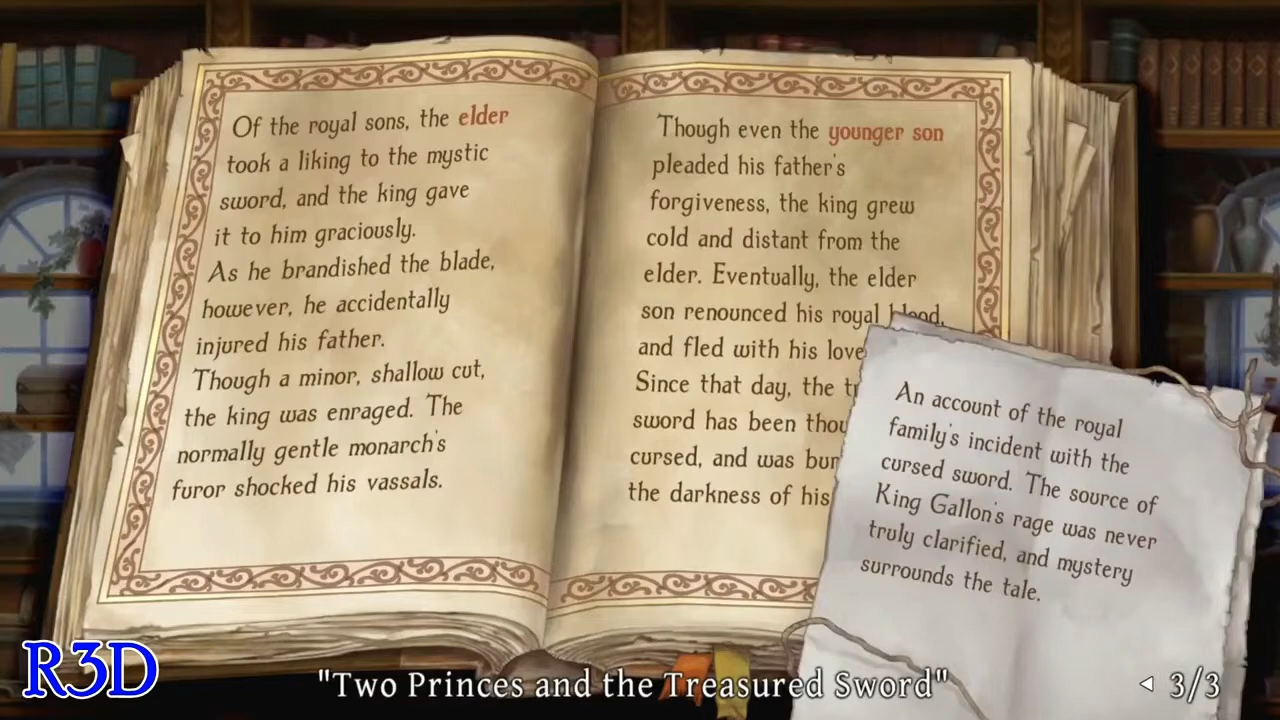 Of the royal sons, the elder
took a liking to the mystic
sword, and the king gave
it to him graciously.
As he brandished the blade,
however, he accidentally
injured his father.
Though a minor, shallow cut,
the king was enraged. The
normally gentle monarch's
furor shocked his vassals.
Though even the younger son
pleaded his father's
forgiveness, the king grew
cold and distant from the
elder. Eventually, the elder
son renounced his royal blood,
and fled with his love
Since that day, the
sword has been
cursed, and was
the darkness of his
An account of the royal
family's incident with the
cursed sword. The source of
King Gallon's rage was never
truly clarified, and mystery
surrounds the tale.
R3D
"Two Princes and the Treasured Sword"
3/3